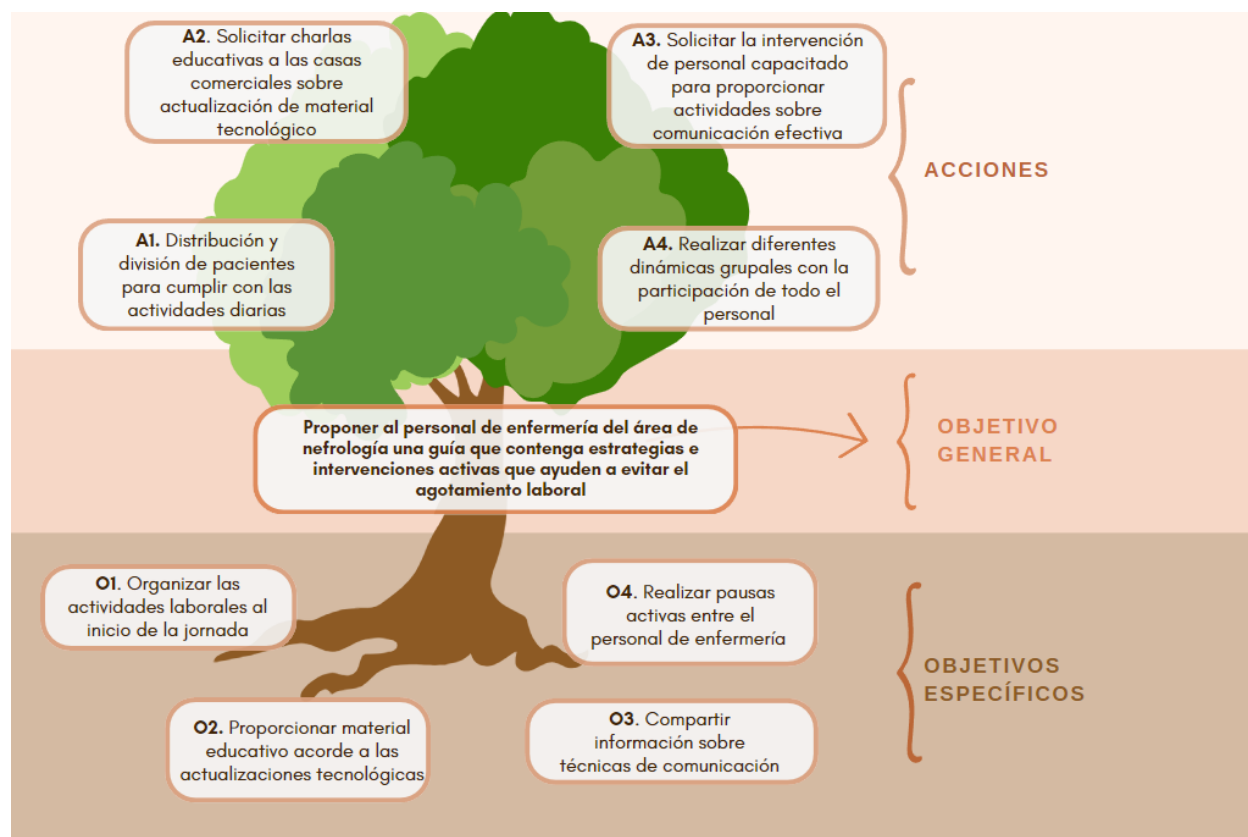 A2. Solicitar charlas
educativas a las casas
comerciales sobre
actualización de material
tecnológico
A3. Solicitar la intervención
de personal capacitado
para proporcionar
actividades sobre
comunicación efectiva
ACCIONES
A1. Distribución y
división de pacientes
para cumplir con las
actividades diarias
A4. Realizar diferentes
dinámicas grupales con la
participación de todo el
personal
Proponer al personal de enfermería del área de
nefrología una guía que contenga estrategias e
intervenciones activas que ayuden a evitar el
agotamiento laboral
OBJETIVO
GENERAL
O1. Organizar las
actividades laborales al
inicio de la jornada
O4. Realizar pausas
activas entre el
personal de enfermería
OBJETIVOS
ESPECÍFICOS
O2. Proporcionar material
educativo acorde a las
actualizaciones tecnológicas
O3. Compartir
información sobre
técnicas de comunicación